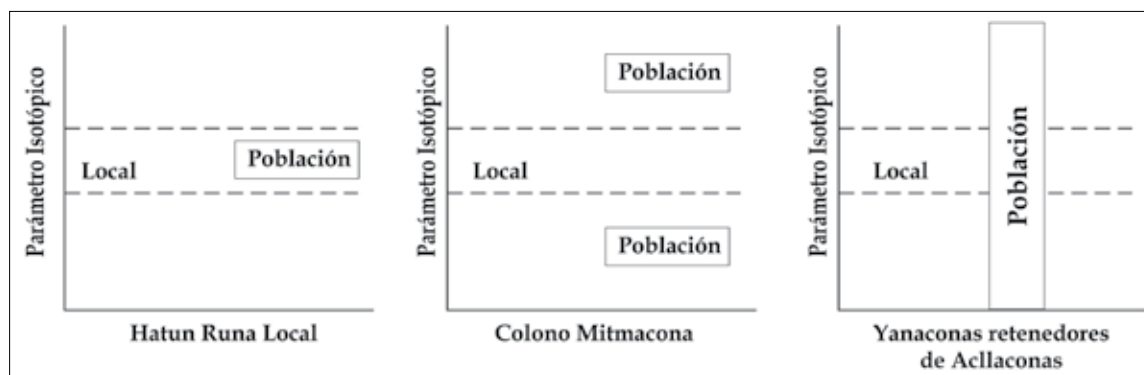 Parámetro Isotópico
Local
Población
Hatun Runa Local
Parámetro Isotópico
Población
Local
Población
Colono Mitmacona
Parámetro Isotópico
Local
Población
Yanaconas retenedores
de Acllaconas